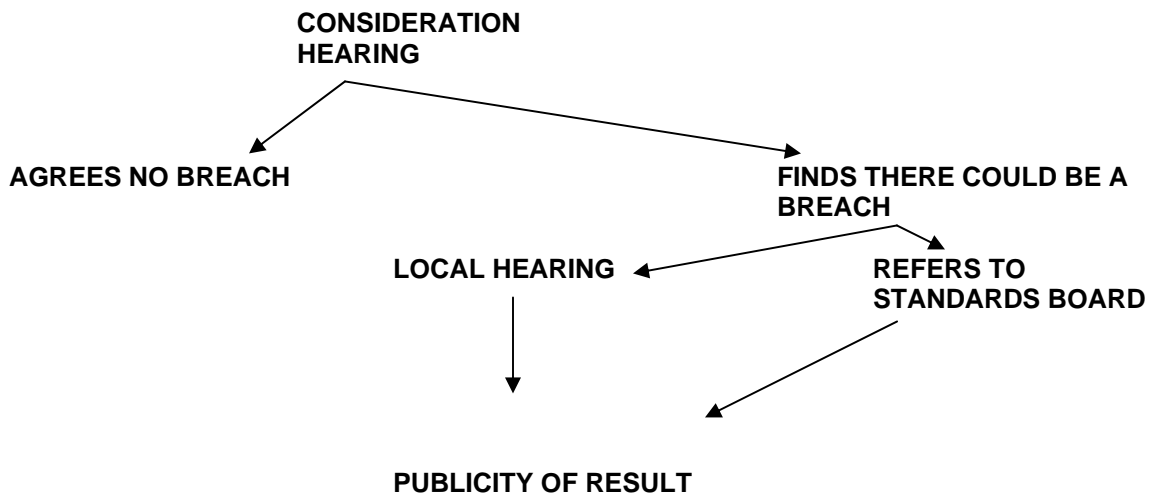 CONSIDERATION
HEARING
AGREES NO BREACH
FINDS THERE COULD BE A
BREACH
LOCAL HEARING
REFERS TO
STANDARDS BOARD
PUBLICITY OF RESULT